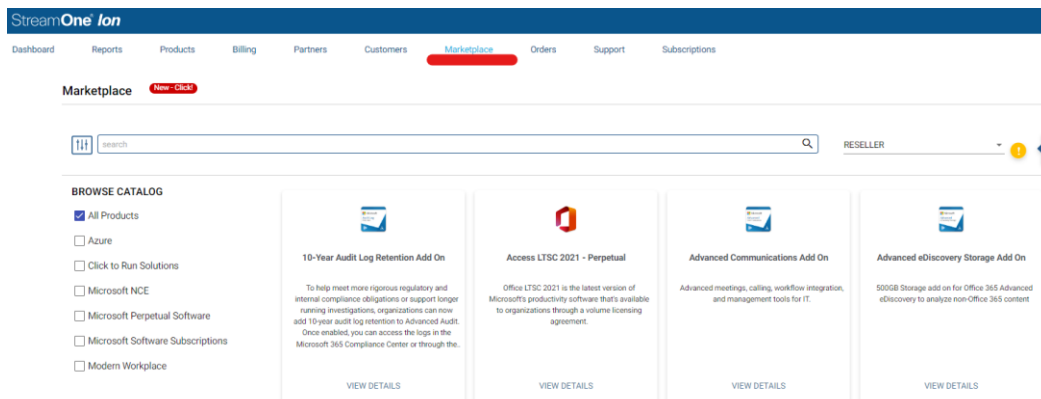 StreamOne® Ion
Dashboard Reports Products Billing Partners Customers Marketplace Orders Support Subscriptions
Marketplace New - Click!
search
RESELLER
BROWSE CATALOG
All Products
Azure
Click to Run Solutions
Microsoft NCE
Microsoft Perpetual Software
Microsoft Software Subscriptions
Modern Workplace
10-Year Audit Log Retention Add On
To help meet more rigorous regulatory and
internal compliance obligations or support longer
running investigations, organizations can now
add 10-year audit log retention to Advanced Audit.
Once enabled, you can access the logs in the
Microsoft 365 Compliance Center or through the..
VIEW DETAILS
Access LTSC 2021 - Perpetual
Office LTSC 2021 is the latest version of
Microsoft's productivity software that's available
to organizations through a volume licensing
agreement.
VIEW DETAILS
Advanced Communications Add On
Advanced meetings, calling, workflow integration,
and management tools for IT.
VIEW DETAILS
Advanced eDiscovery Storage Add On
500GB Storage add on for Office 365 Advanced
eDiscovery to analyze non-Office 365 content
VIEW DETAILS